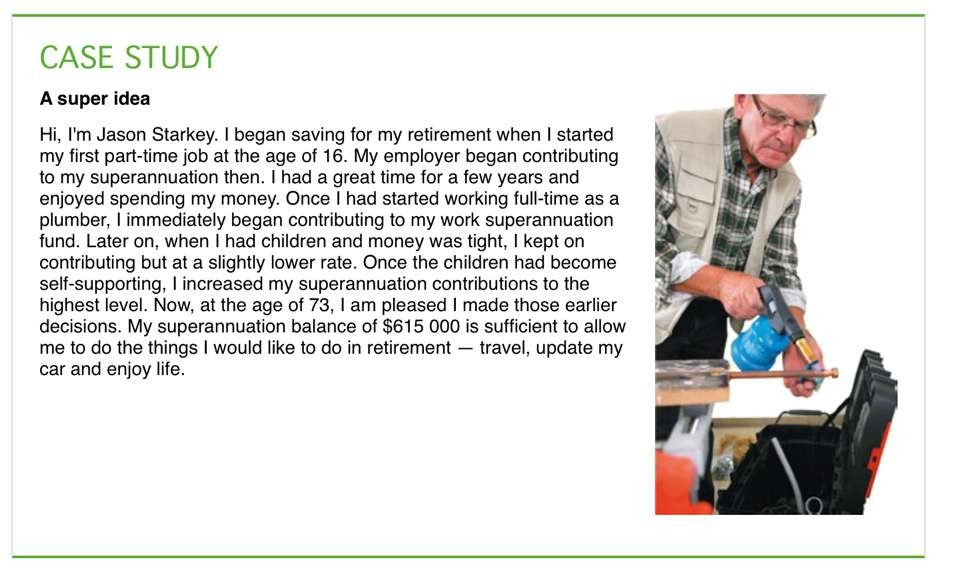 CASE STUDY
A super idea
Hi, I'm Jason Starkey. I began saving for my retirement when I started
my first part-time job at the age of 16. My employer began contributing
to my superannuation then. I had a great time for a few years and
enjoyed spending my money. Once I had started working full-time as a
plumber, I immediately began contributing to my work superannuation
fund. Later on, when I had children and money was tight, I kept on
contributing but at a slightly lower rate. Once the children had become
self-supporting, I increased my superannuation contributions to the
highest level. Now, at the age of 73, I am pleased I made those earlier
decisions. My superannuation balance of $615 000 is sufficient to allow
me to do the things I would like to do in retirement — travel, update my
car and enjoy life.